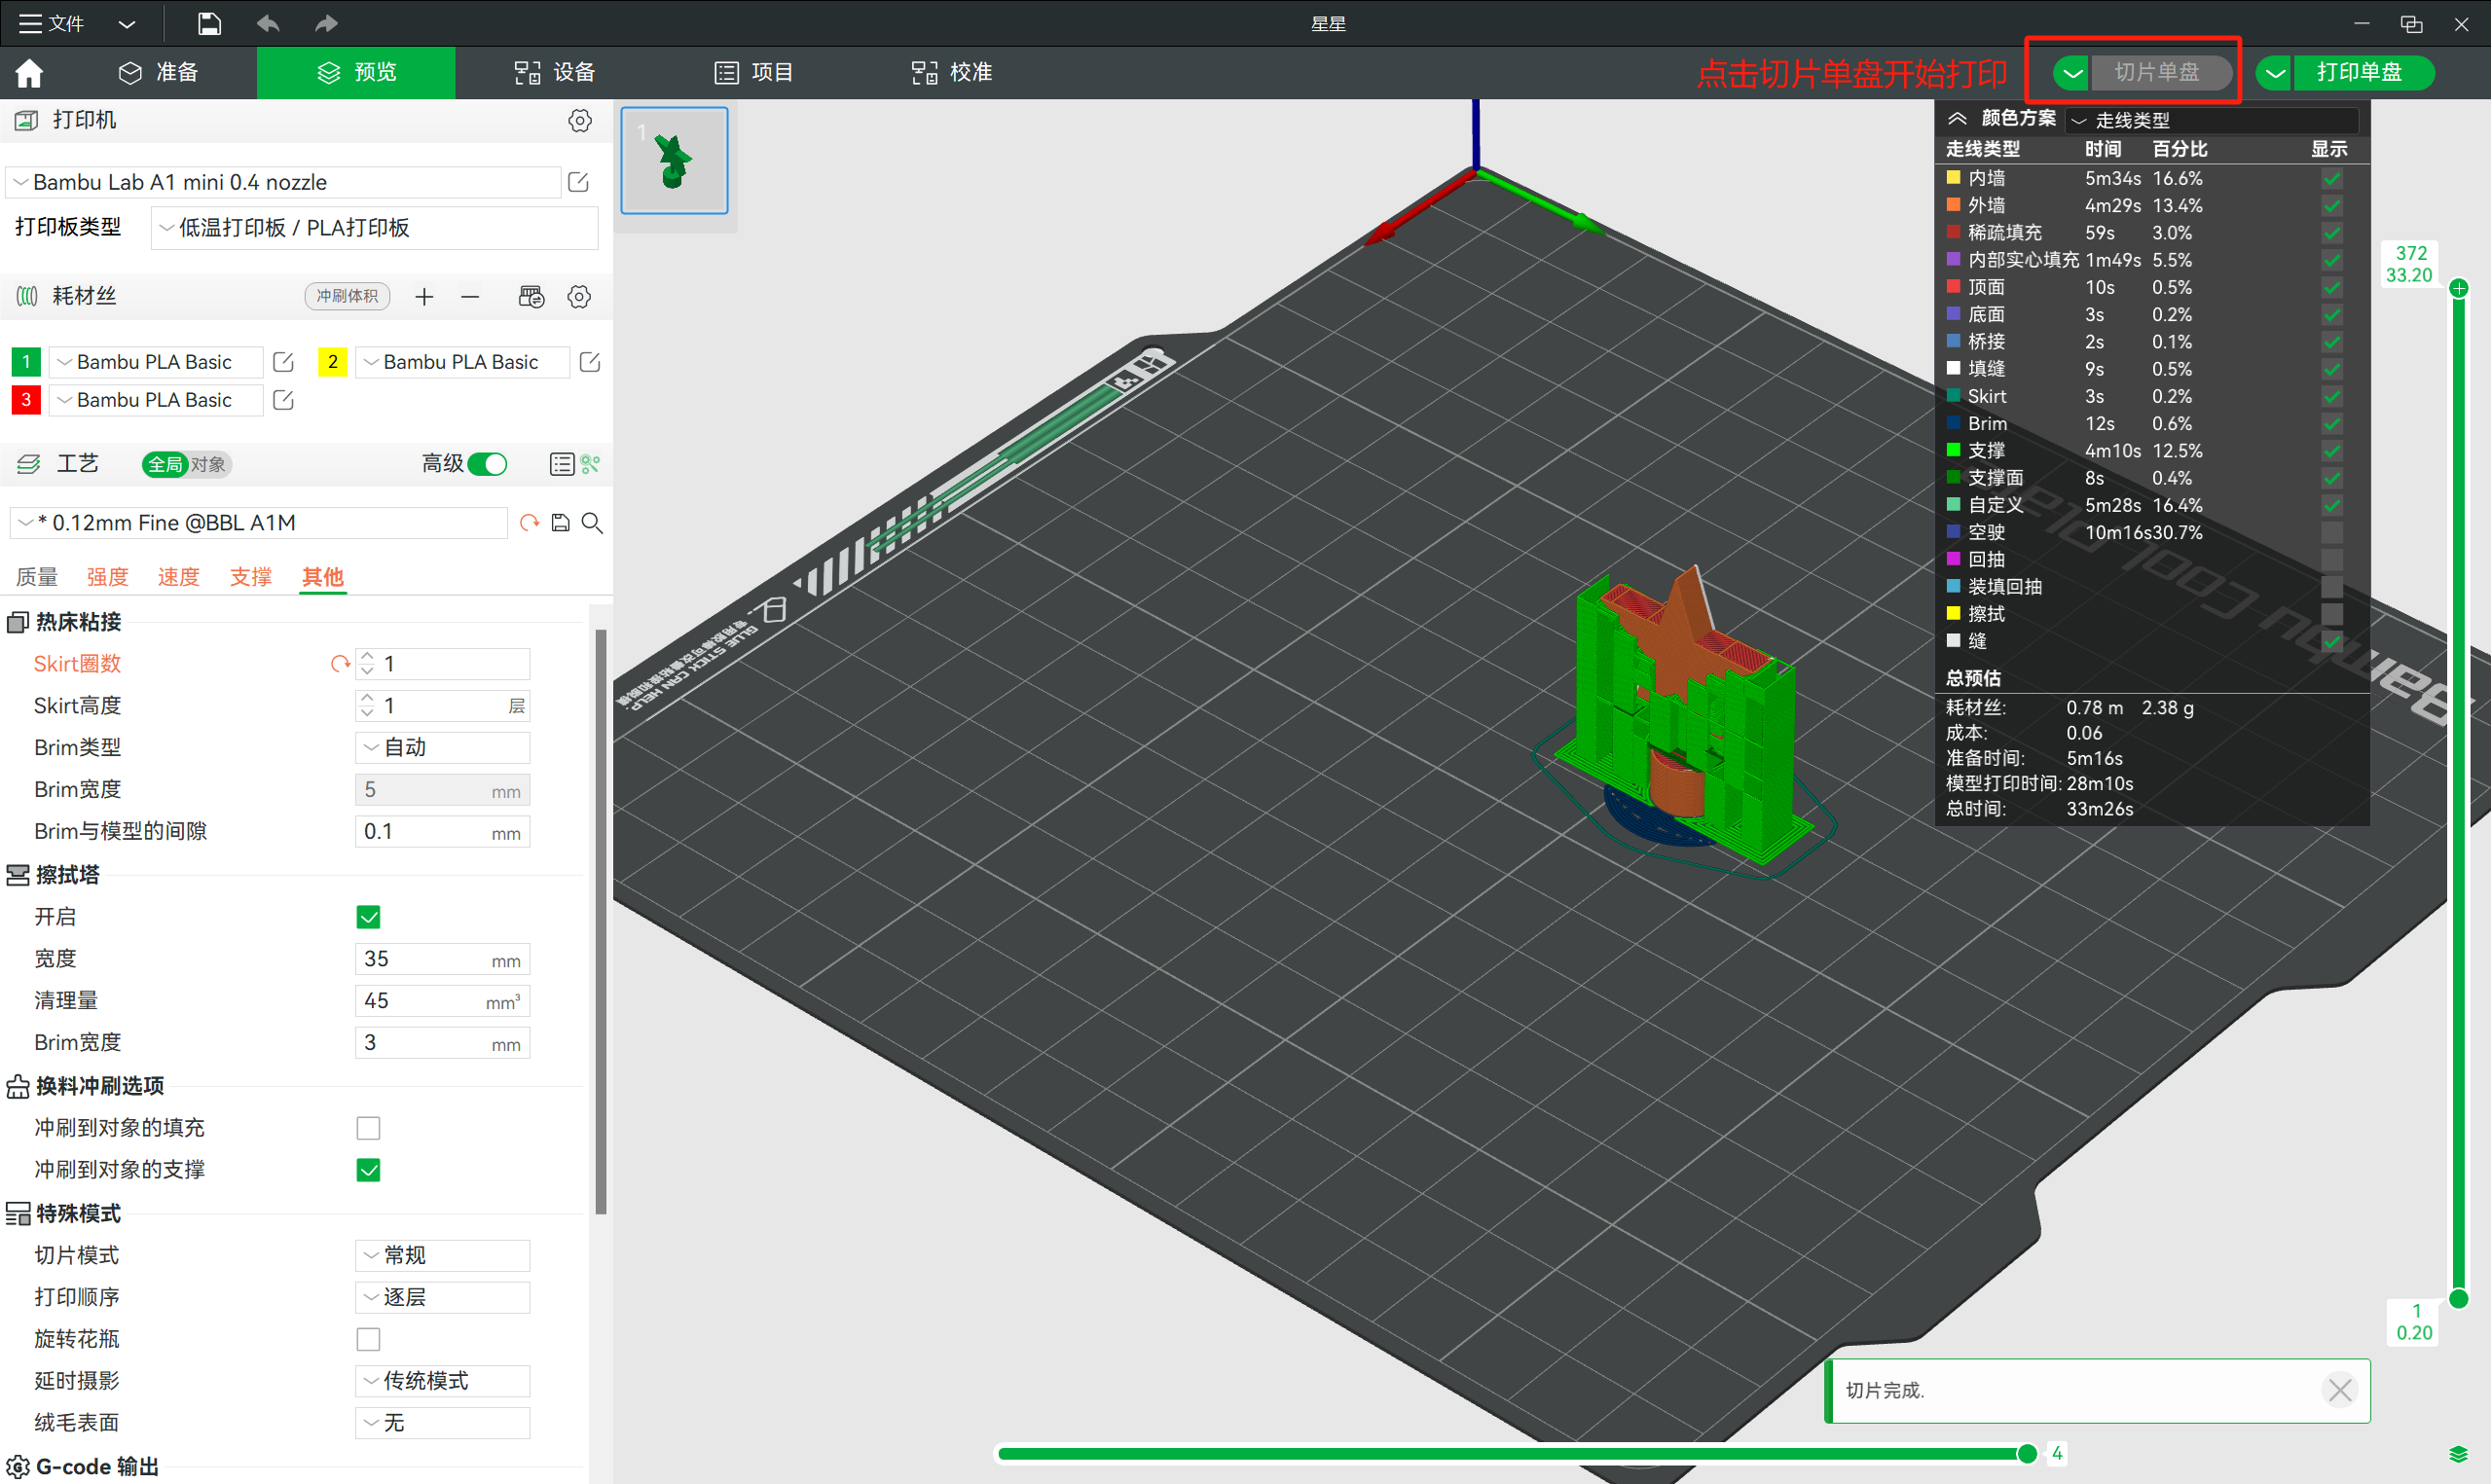 文件
星星
准备
预览
设备
项目
校准
点击切片单盘开始打印
切片单盘
打印单盘
打印机
Bambu Lab A1 mini 0.4 nozzle
打印板类型 低温打印板 / PLA打印板
耗材丝 冲刷体积
1 Bambu PLA Basic 2 Bambu PLA Basic
3 Bambu PLA Basic
工艺 全局 对象 高级
* 0.12mm Fine @BBL A1M
质量 强度 速度 支撑 其他
热床粘接
Skirt圈数 1
Skirt高度 1 层
Brim类型 自动
Brim宽度 5 mm
Brim与模型的间隙 0.1 mm
擦拭塔
开启
宽度 35 mm
清理量 45 mm³
Brim宽度 3 mm
换料冲刷选项
冲刷到对象的填充
冲刷到对象的支撑
特殊模式
切片模式 常规
打印顺序 逐层
旋转花瓶
延时摄影 传统模式
绒毛表面 无
G-code 输出
1
GLUE STICK CAN HELP.
颜色方案 走线类型
走线类型 时间 百分比 显示
内墙 5m34s 16.6%
外墙 4m29s 13.4%
稀疏填充 59s 3.0%
内部实心填充 1m49s 5.5%
顶面 10s 0.5%
底面 3s 0.2%
桥接 2s 0.1%
填缝 9s 0.5%
Skirt 3s 0.2%
Brim 12s 0.6%
支撑 4m10s 12.5%
支撑面 8s 0.4%
自定义 5m28s 16.4%
空驶 10m16s30.7%
回抽
装填回抽
擦拭
缝
总预估
耗材丝: 0.78 m 2.38 g
成本: 0.06
准备时间: 5m16s
模型打印时间: 28m10s
总时间: 33m26s
Bambu Cool Plate
372
33.20
1
0.20
切片完成.
4